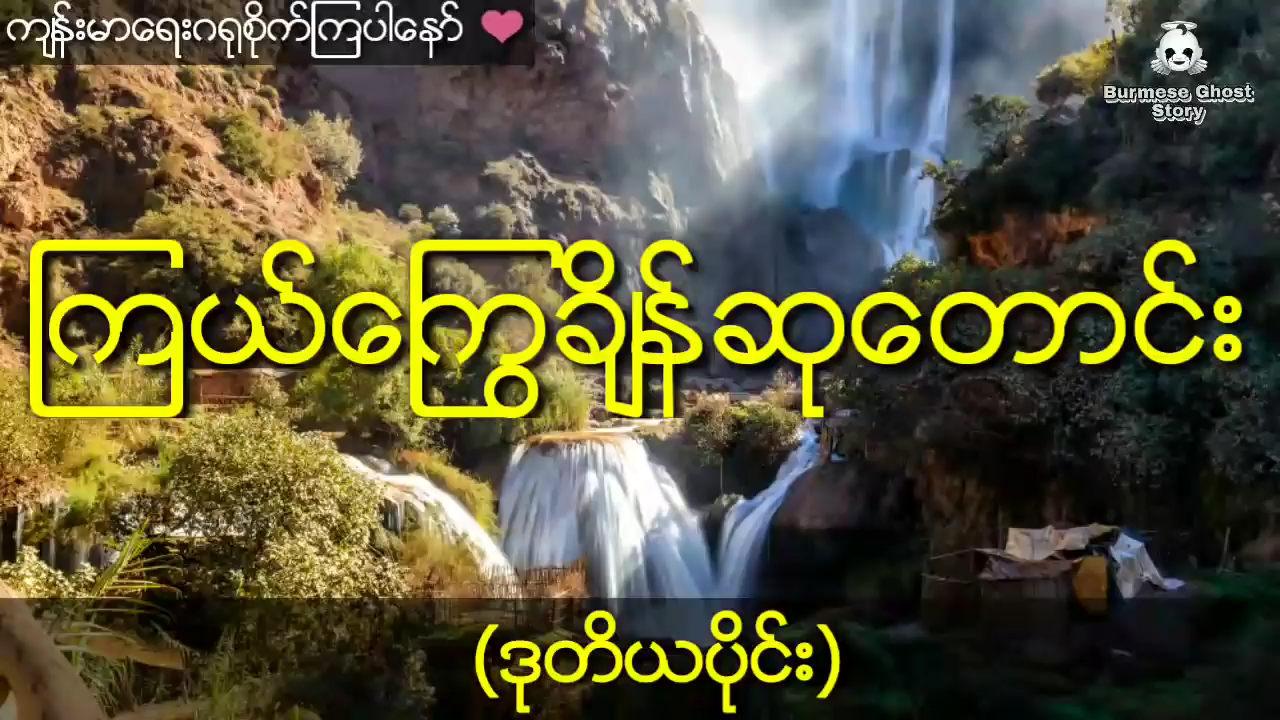 ကျန်းမာရေးဂရုစိုက်ကြပါနော် ❤
Burmese Ghost
Story
ကြယ်ကြွေချိန်ဆုတောင်း
(ဒုတိယပိုင်း)